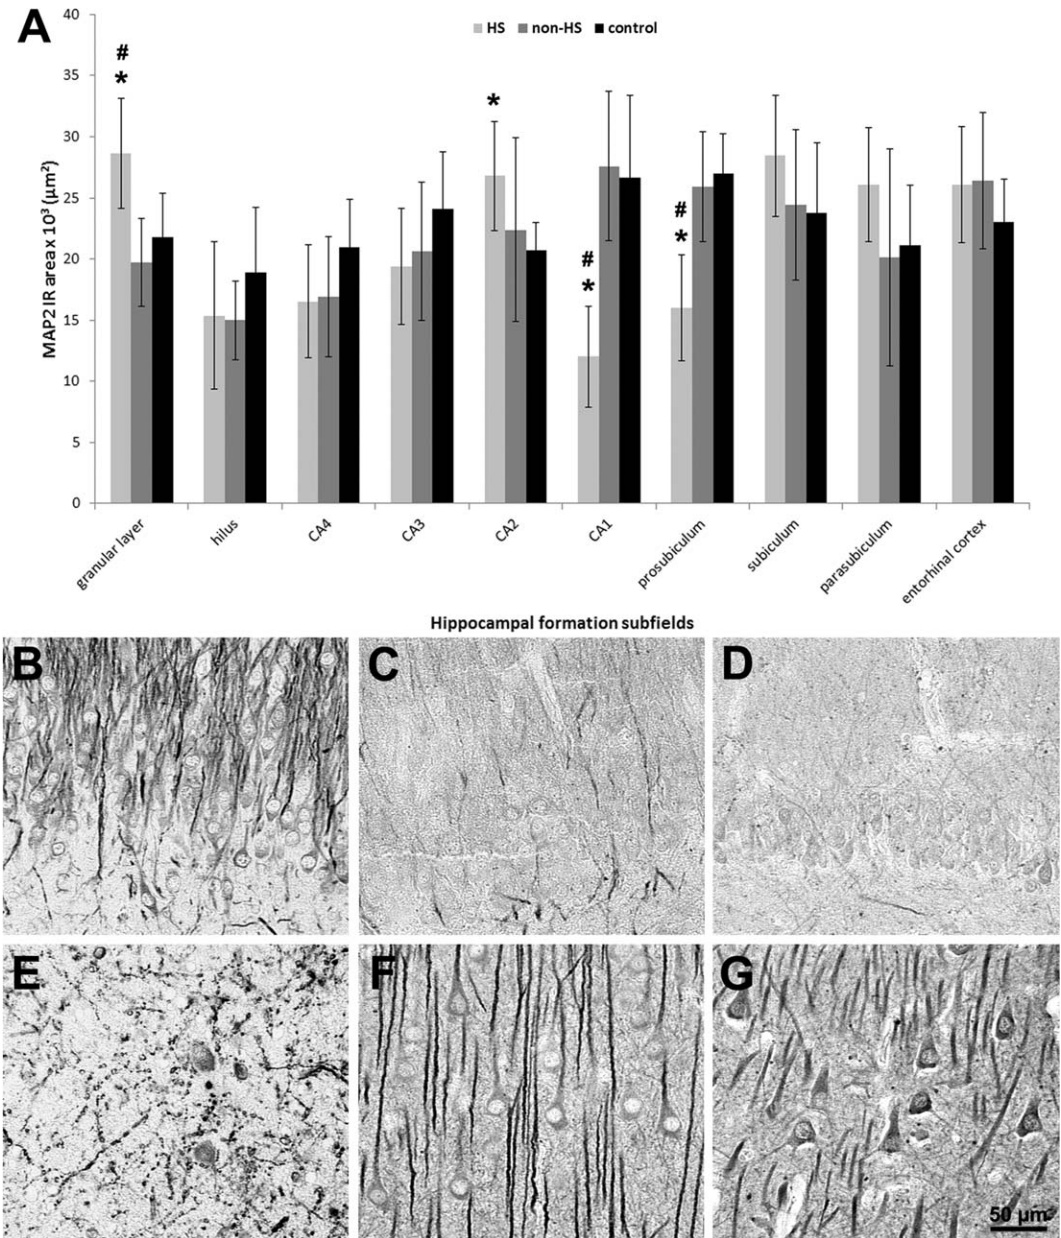 A
HS non-HS control
MAP2 IR area x 10³ (µm²)
40
35
30
25
20
15
10
5
0
#
*
*
#
*
#
*
granular layer
hilus
CA4
CA3
CA2
CA1
prosubiculum
subiculum
parasubiculum
entorhinal cortex
Hippocampal formation subfields
B
C
D
E
F
G
50 µm